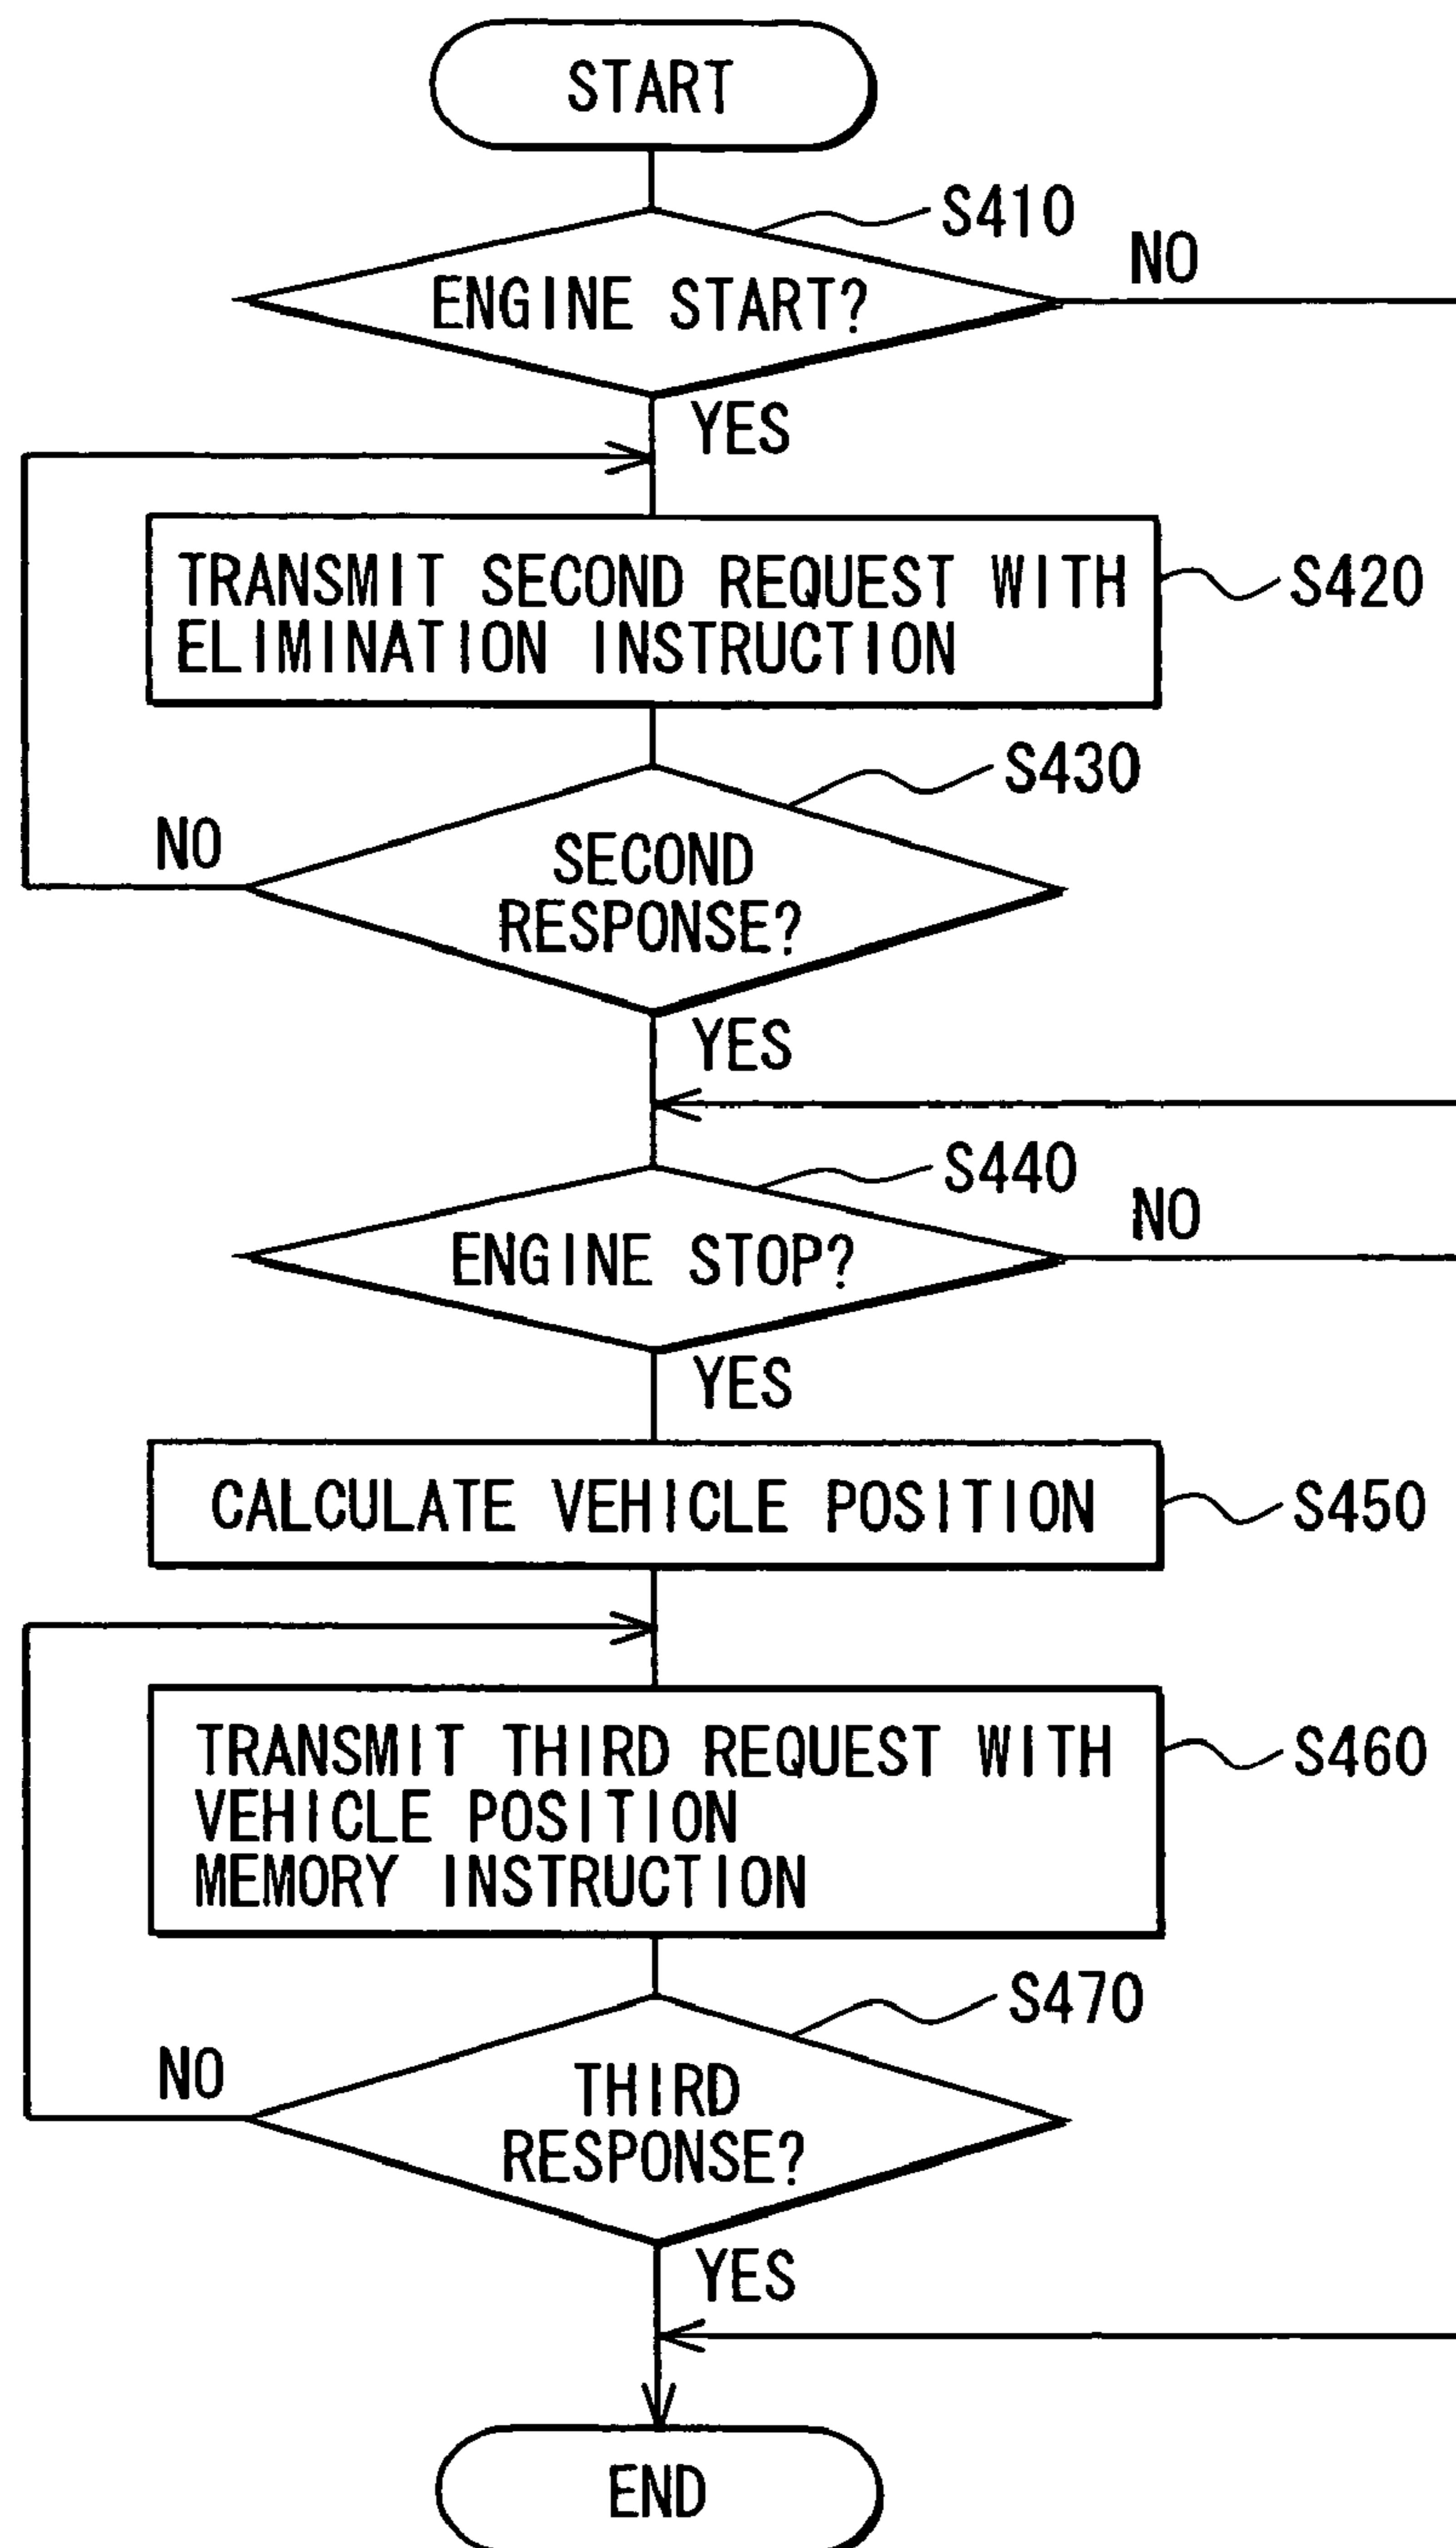 START
S410
ENGINE START?
NO
YES
TRANSMIT SECOND REQUEST WITH
ELIMINATION INSTRUCTION
S420
S430
NO
SECOND
RESPONSE?
YES
S440
NO
ENGINE STOP?
YES
CALCULATE VEHICLE POSITION
S450
TRANSMIT THIRD REQUEST WITH
VEHICLE POSITION
MEMORY INSTRUCTION
S460
S470
NO
THIRD
RESPONSE?
YES
END